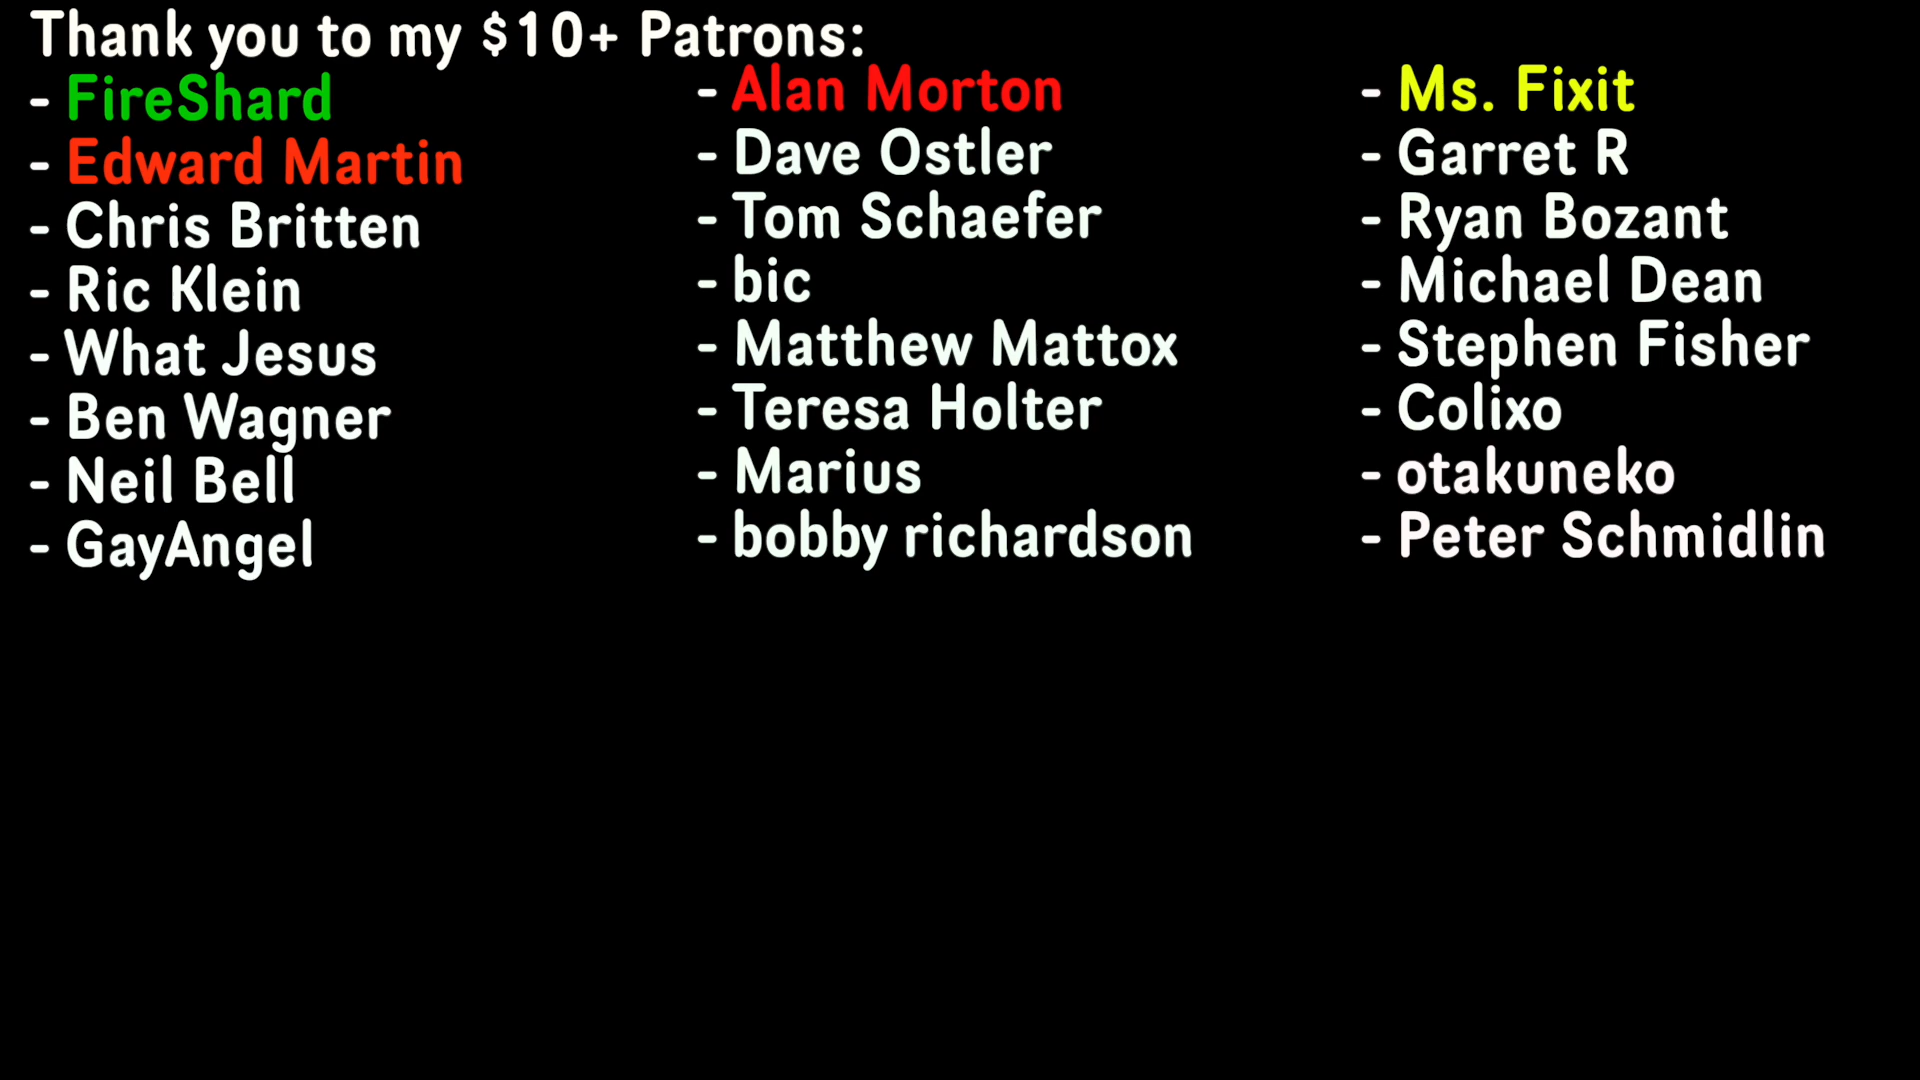 Thank you to my $10+ Patrons:
- FireShard
- Edward Martin
- Chris Britten
- Ric Klein
- What Jesus
- Ben Wagner
- Neil Bell
- GayAngel
- Alan Morton
- Dave Ostler
- Tom Schaefer
- bic
- Matthew Mattox
- Teresa Holter
- Marius
- bobby richardson
- Ms. Fixit
- Garret R
- Ryan Bozant
- Michael Dean
- Stephen Fisher
- Colixo
- otakuneko
- Peter Schmidlin